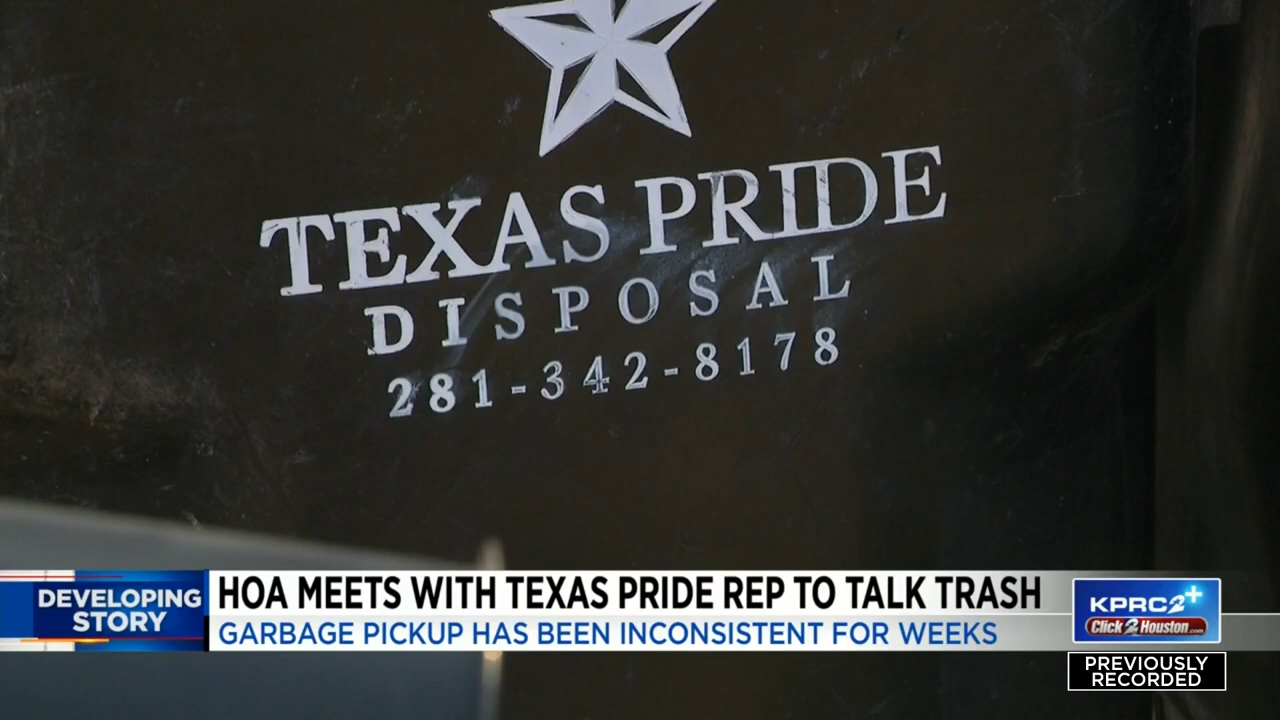 TEXAS PRIDE
DISPOSAL
281-342-8178
DEVELOPING
STORY
HOA MEETS WITH TEXAS PRIDE REP TO TALK TRASH
GARBAGE PICKUP HAS BEEN INCONSISTENT FOR WEEKS
KPRC2+
Click2Houston.com
PREVIOUSLY
RECORDED